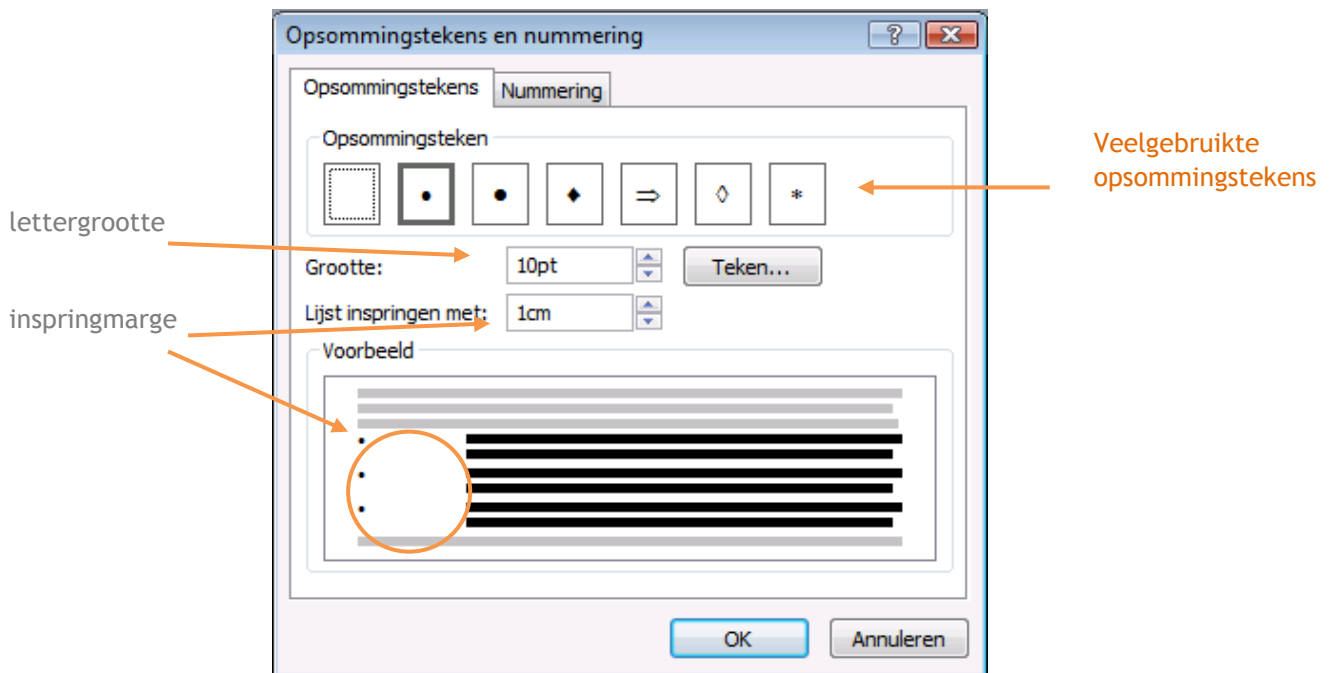 Opsommingstekens en nummering
Opsommingstekens
Nummering
Opsommingsteken
Veelgebruikte
opsommingstekens
lettergrootte
Grootte:
10pt
Teken...
inspringmarge
Lijst inspringen met:
1cm
Voorbeeld
OK
Annuleren